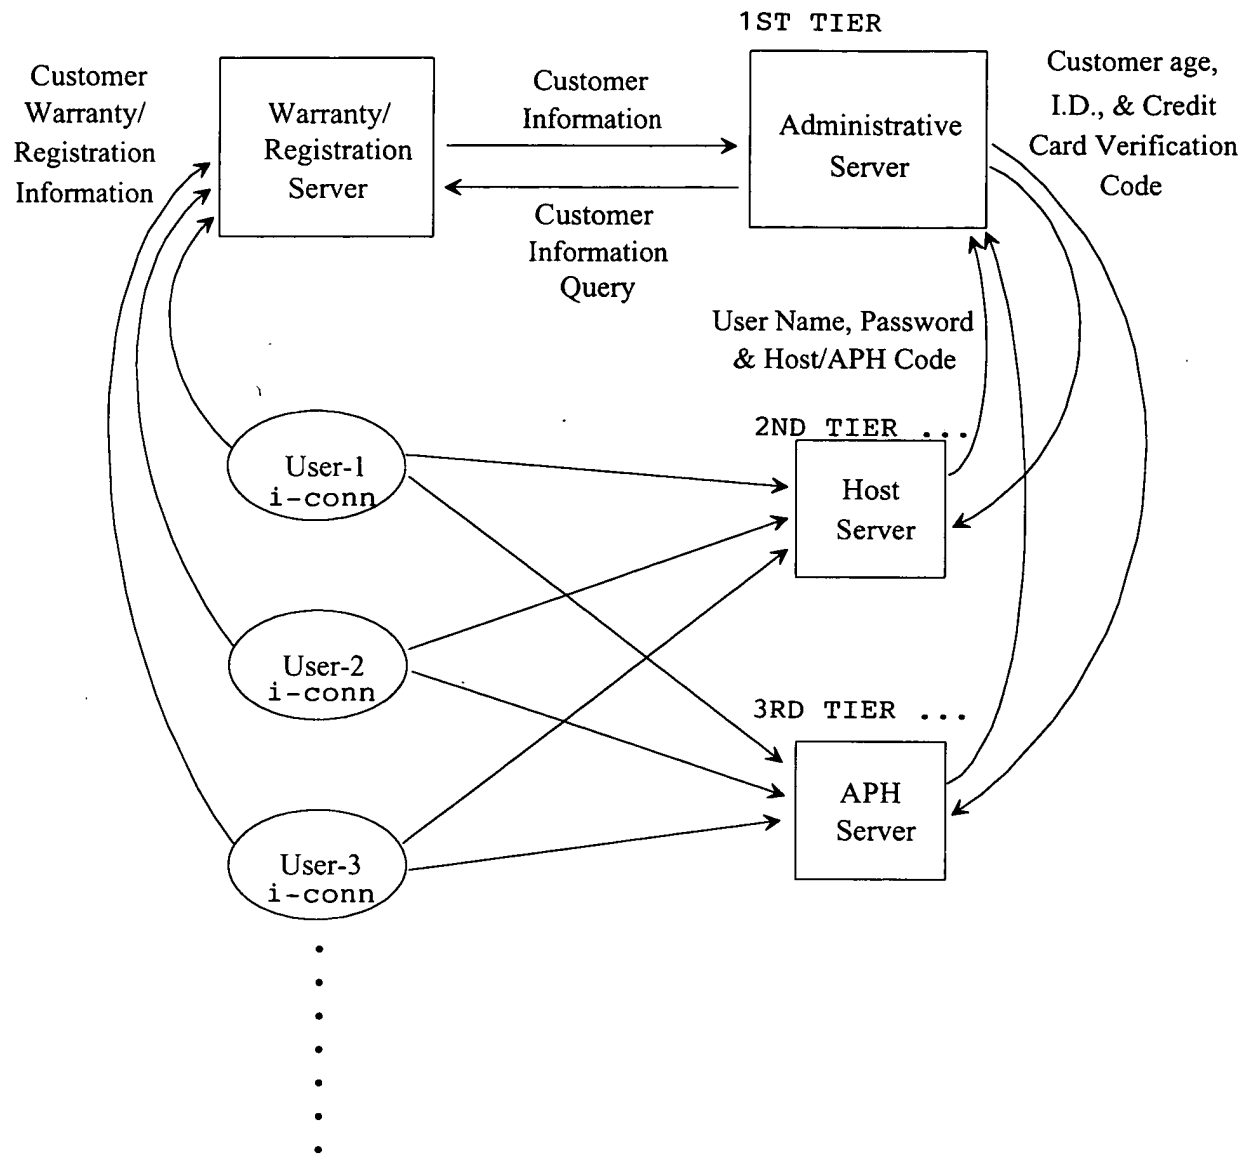 1ST TIER
Customer
Warranty/
Registration
Information
Warranty/
Registration
Server
Customer
Information
Customer
Information
Query
Administrative
Server
Customer age,
I.D., & Credit
Card Verification
Code
User Name, Password
& Host/APH Code
2ND TIER ...
Host
Server
User-1
i-conn
User-2
i-conn
3RD TIER ...
APH
Server
User-3
i-conn